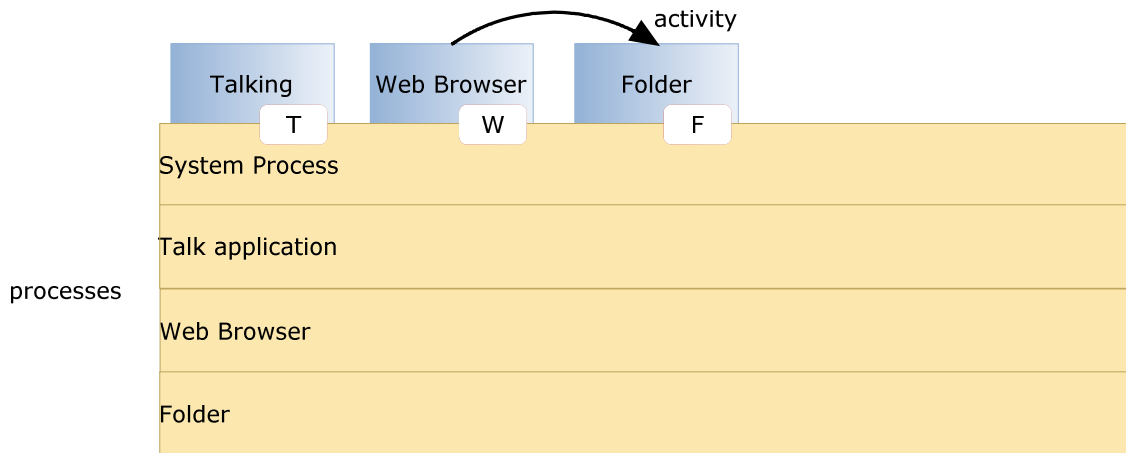 activity
Talking
Web Browser
Folder
T
W
F
System Process
Talk application
processes
Web Browser
Folder